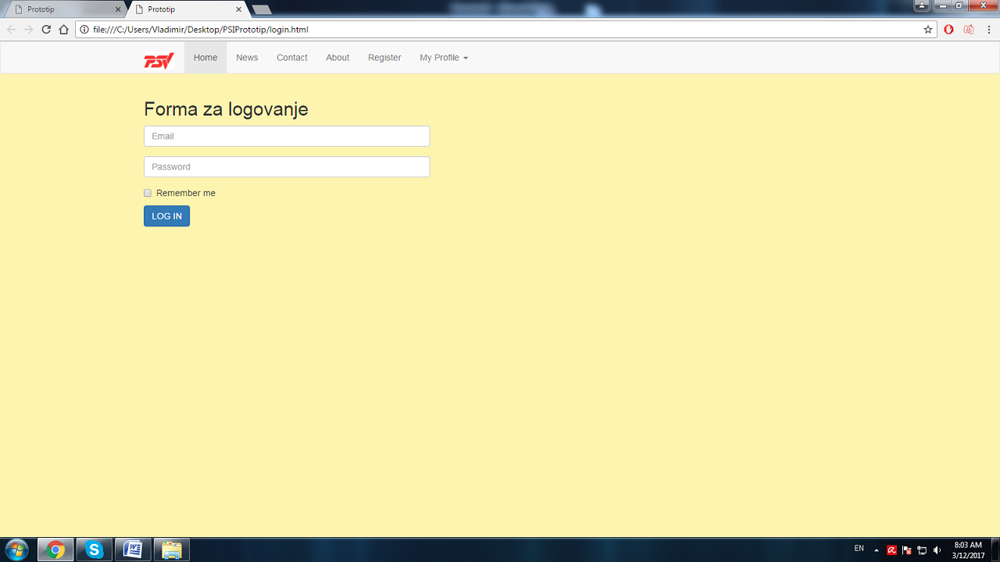 Prototip
Prototip
file:///C:/Users/Vladimir/Desktop/PSIPrototip/login.html
PSV Home News Contact About Register My Profile
Forma za logovanje
Email
Password
Remember me
LOG IN
EN
8:03 AM
3/12/2017